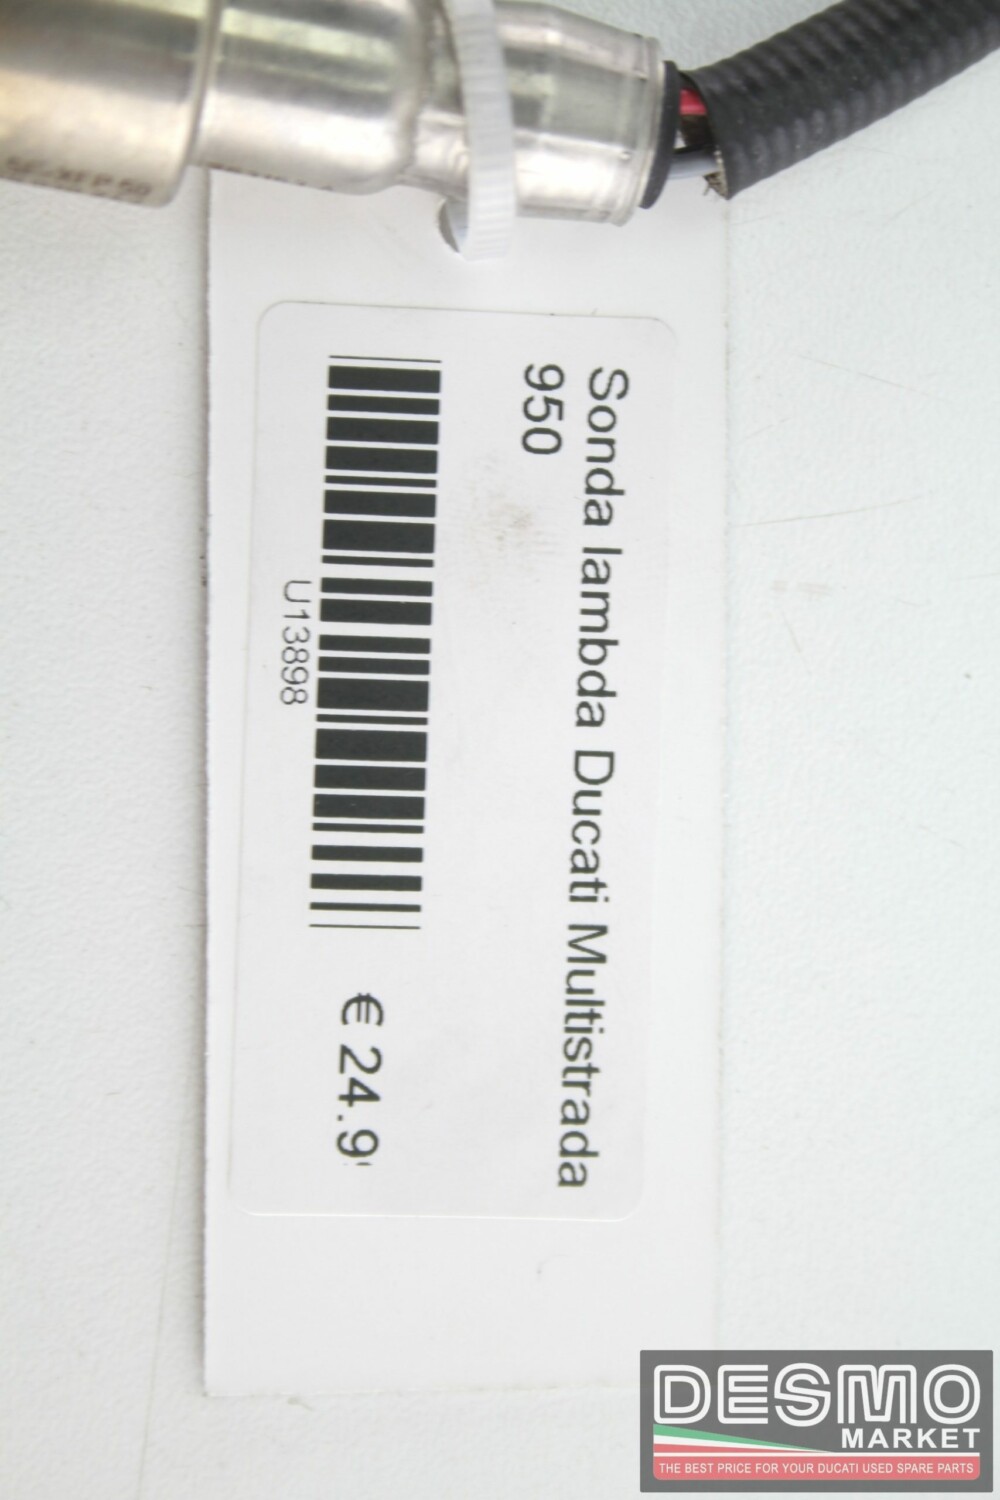 Sonda lambda Ducati Multistrada
950
U13898
€ 24.9
DESMO
MARKET
THE BEST PRICE FOR YOUR DUCATI USED SPARE PARTS